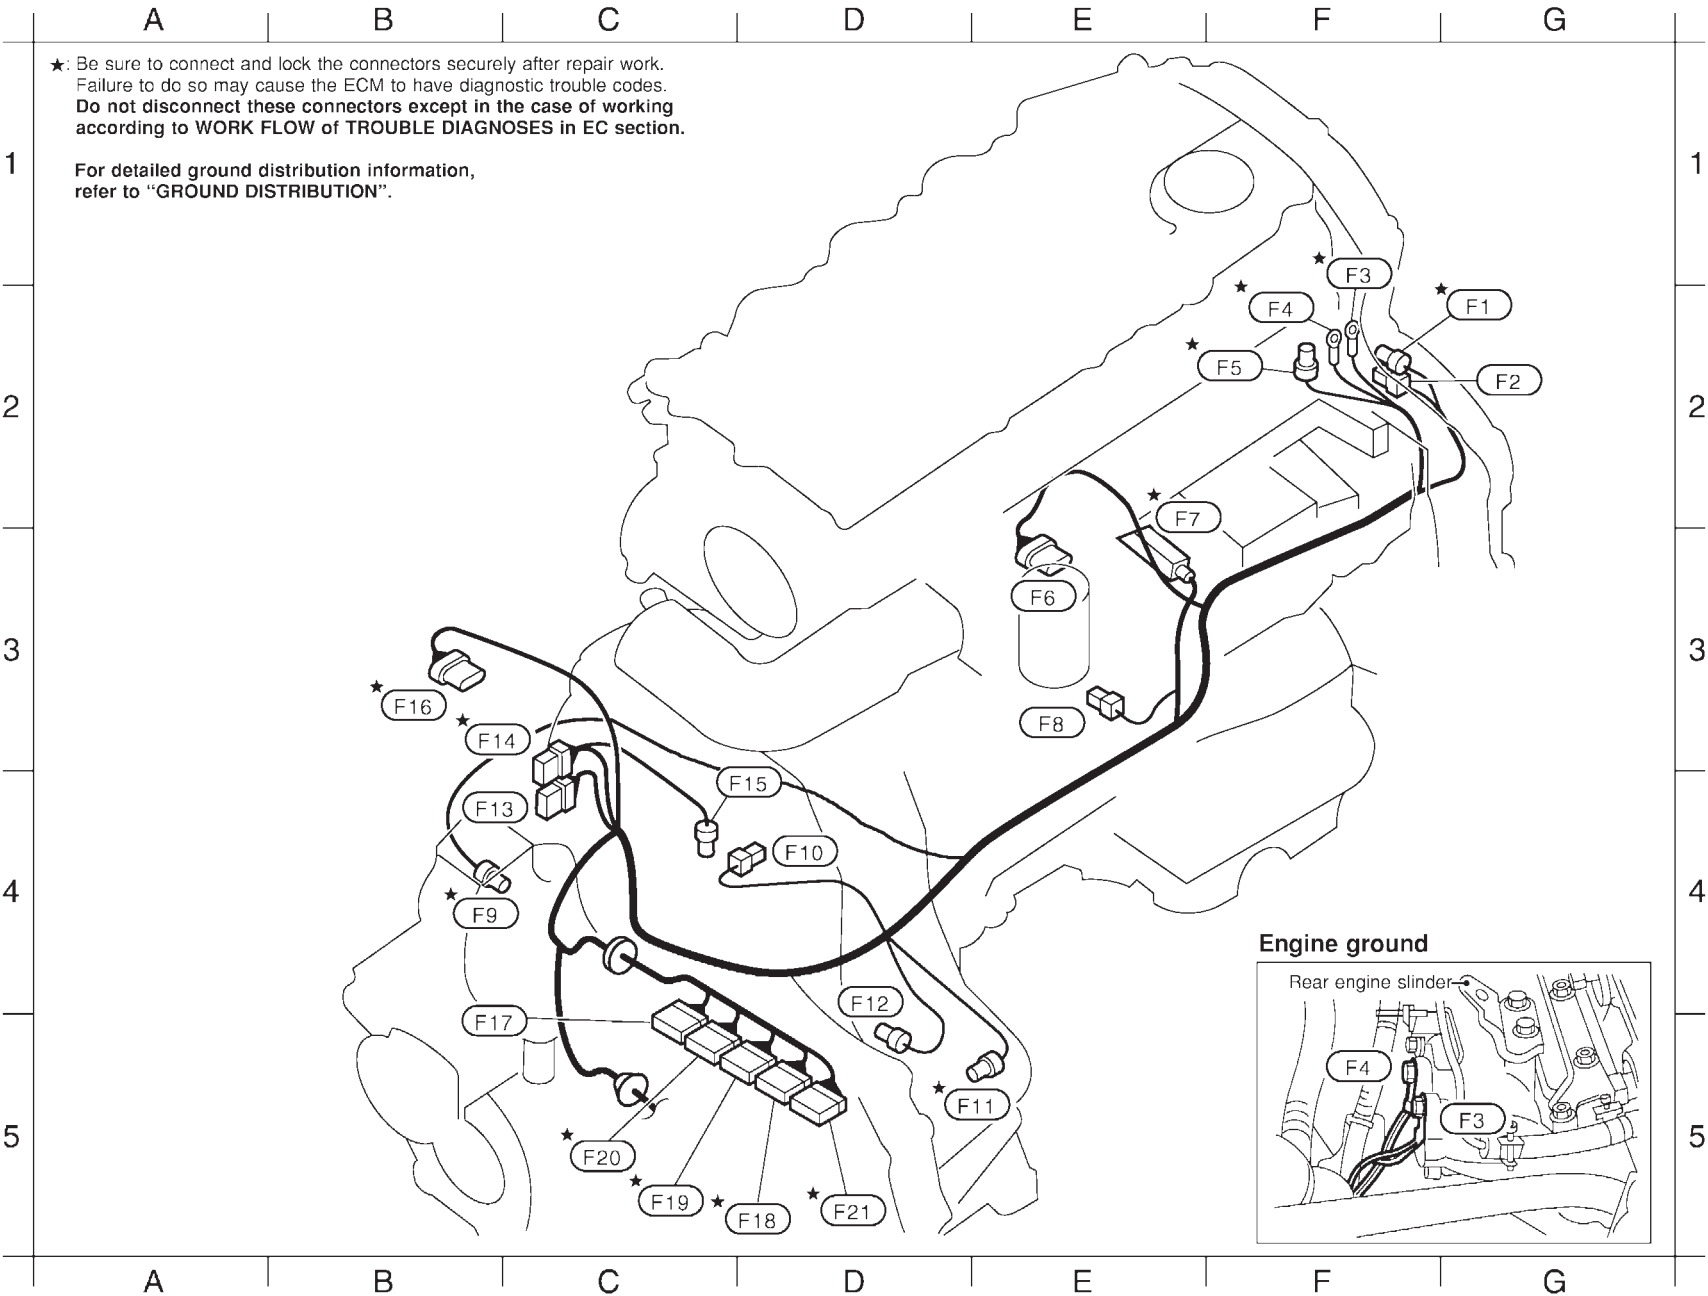 A B C D E F G
★: Be sure to connect and lock the connectors securely after repair work.
Failure to do so may cause the ECM to have diagnostic trouble codes.
Do not disconnect these connectors except in the case of working
according to WORK FLOW of TROUBLE DIAGNOSES in EC section.
1 1
For detailed ground distribution information,
refer to “GROUND DISTRIBUTION”.
★ F3
★ F4
★ F1
★ F5
F2
2 2
★ F7
F6
3 3
★ F16
F8
★ F14
F15
F13
F10
4 4
★ F9
Engine ground
Rear engine slinder
F12
F17
F4
★ F11
F3
5 5
★ F20
★ F19
★ F18
★ F21
A B C D E F G